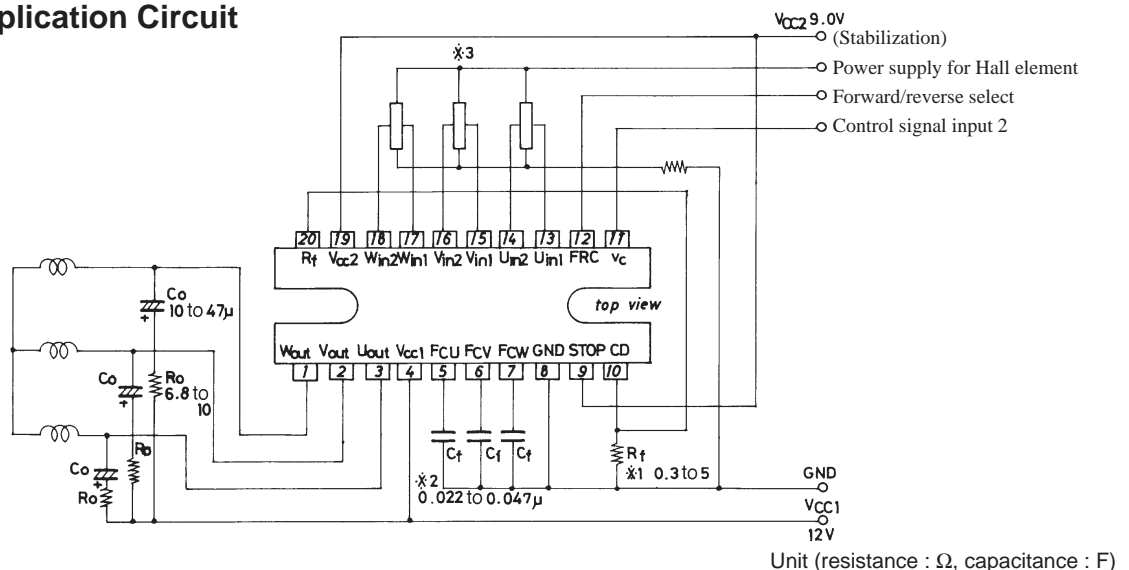 plication Circuit
VCC2 9.0V
(Stabilization)
※3
Power supply for Hall element
Forward/reverse select
Control signal input 2
20 19 18 17 16 15 14 13 12 11
Rf Vcc2 Win2 Win1 Vin2 Vin1 Uin2 Uin1 FRC Vc
Co
10 to 47μ
+
top view
Wout Vout Uout Vcc1 FCU FCV FCW GND STOP CD
1 2 3 4 5 6 7 8 9 10
Co
+
Ro
6.8 to
10
Ro
Cf Cf Cf
Rf
Co
+
※1 0.3 to 5
※2
0.022 to 0.047μ
Ro
GND
VCC1
12V
Unit (resistance : Ω, capacitance : F)